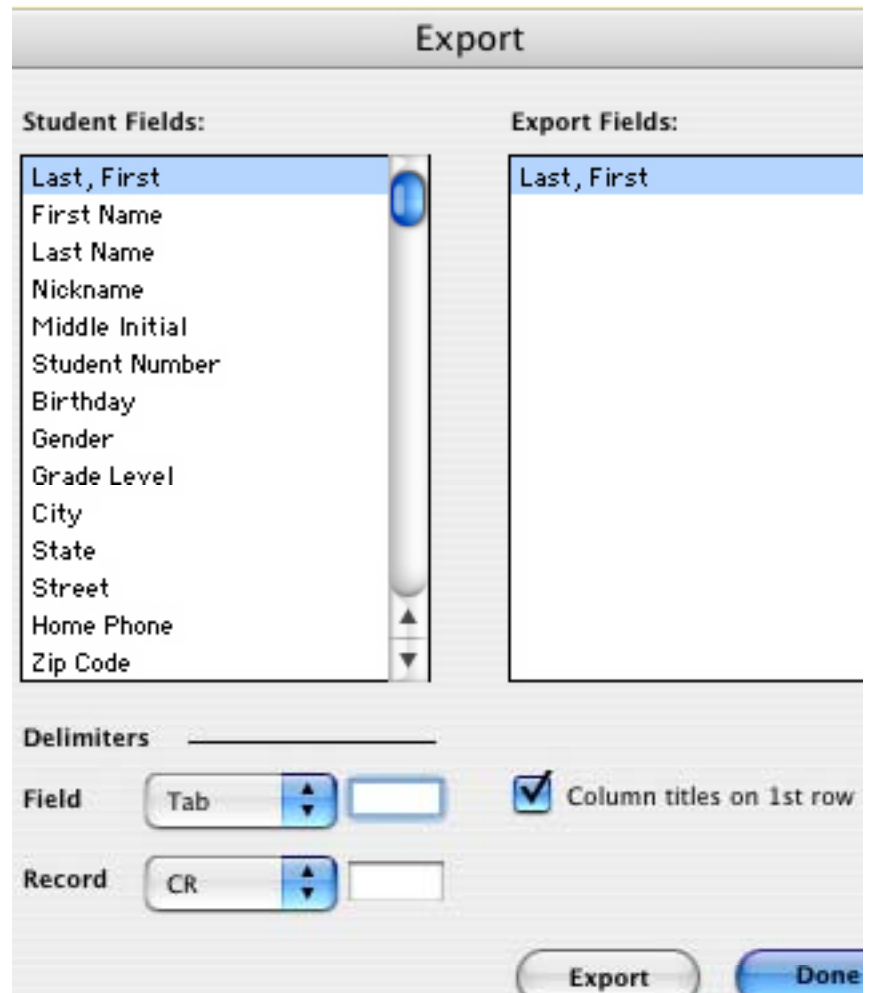 Export
Student Fields:
Last, First
First Name
Last Name
Nickname
Middle Initial
Student Number
Birthday
Gender
Grade Level
City
State
Street
Home Phone
Zip Code
Export Fields:
Last, First
Delimiters
Field Tab
Record CR
Column titles on 1st row
Export Done